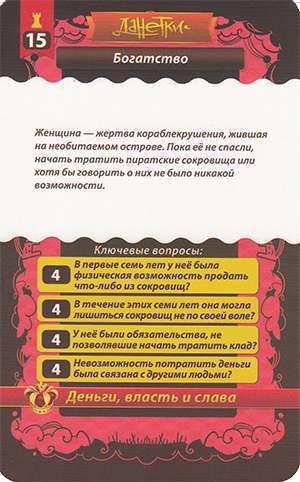 15
ДАНЕТКИ
Богатство
Женщина — жертва кораблекрушения, жившая
на необитаемом острове. Пока её не спасли,
начать тратить пиратские сокровища или
хотя бы говорить о них не было никакой
возможности.
Ключевые вопросы:
4
В первые семь лет у неё была
физическая возможность продать
что-либо из сокровищ?
4
В течение этих семи лет она могла
лишиться сокровищ не по своей воле?
4
У неё были обязательства, не
позволявшие начать тратить клад?
4
Невозможность потратить деньги
была связана с другими людьми?
Деньги, власть и слава